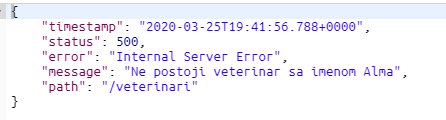 {
"timestamp": "2020-03-25T19:41:56.788+0000",
"status": 500,
"error": "Internal Server Error",
"message": "Ne postoji veterinar sa imenom Alma",
"path": "/veterinari"
}